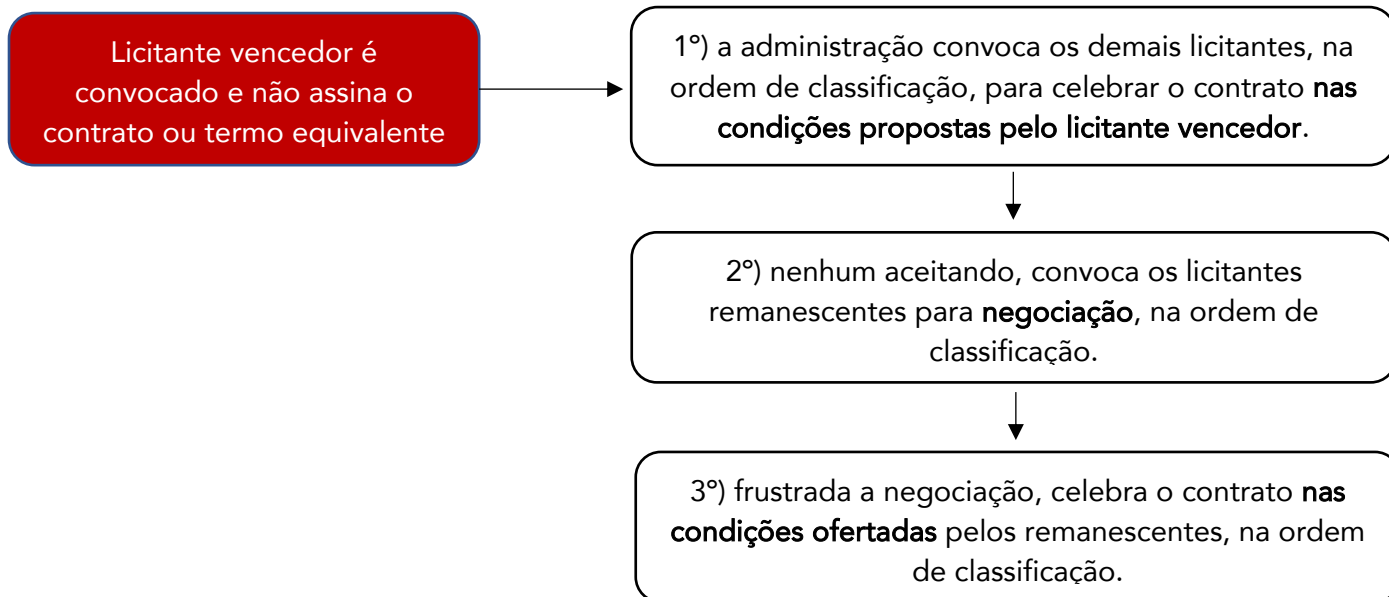 Licitante vencedor é
convocado e não assina o
contrato ou termo equivalente
1º) a administração convoca os demais licitantes, na
ordem de classificação, para celebrar o contrato nas
condições propostas pelo licitante vencedor.
2º) nenhum aceitando, convoca os licitantes
remanescentes para negociação, na ordem de
classificação.
3º) frustrada a negociação, celebra o contrato nas
condições ofertadas pelos remanescentes, na ordem
de classificação.